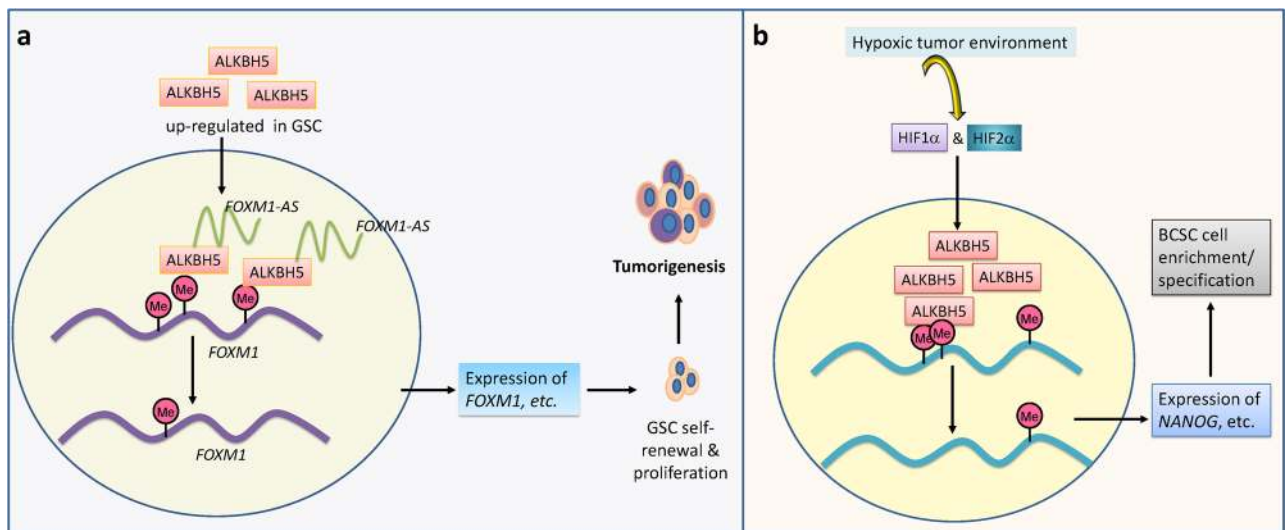 a
ALKBH5
ALKBH5
ALKBH5
up-regulated in GSC
FOXM1-AS
FOXM1-AS
ALKBH5
ALKBH5
Me
Me
Me
FOXM1
Me
FOXM1
Expression of
FOXM1, etc.
Tumorigenesis
GSC self-
renewal &
proliferation
b
Hypoxic tumor environment
HIF1α & HIF2α
ALKBH5
ALKBH5
ALKBH5
ALKBH5
Me
Me
Me
Me
BCSC cell
enrichment/
specification
Expression of
NANOG, etc.